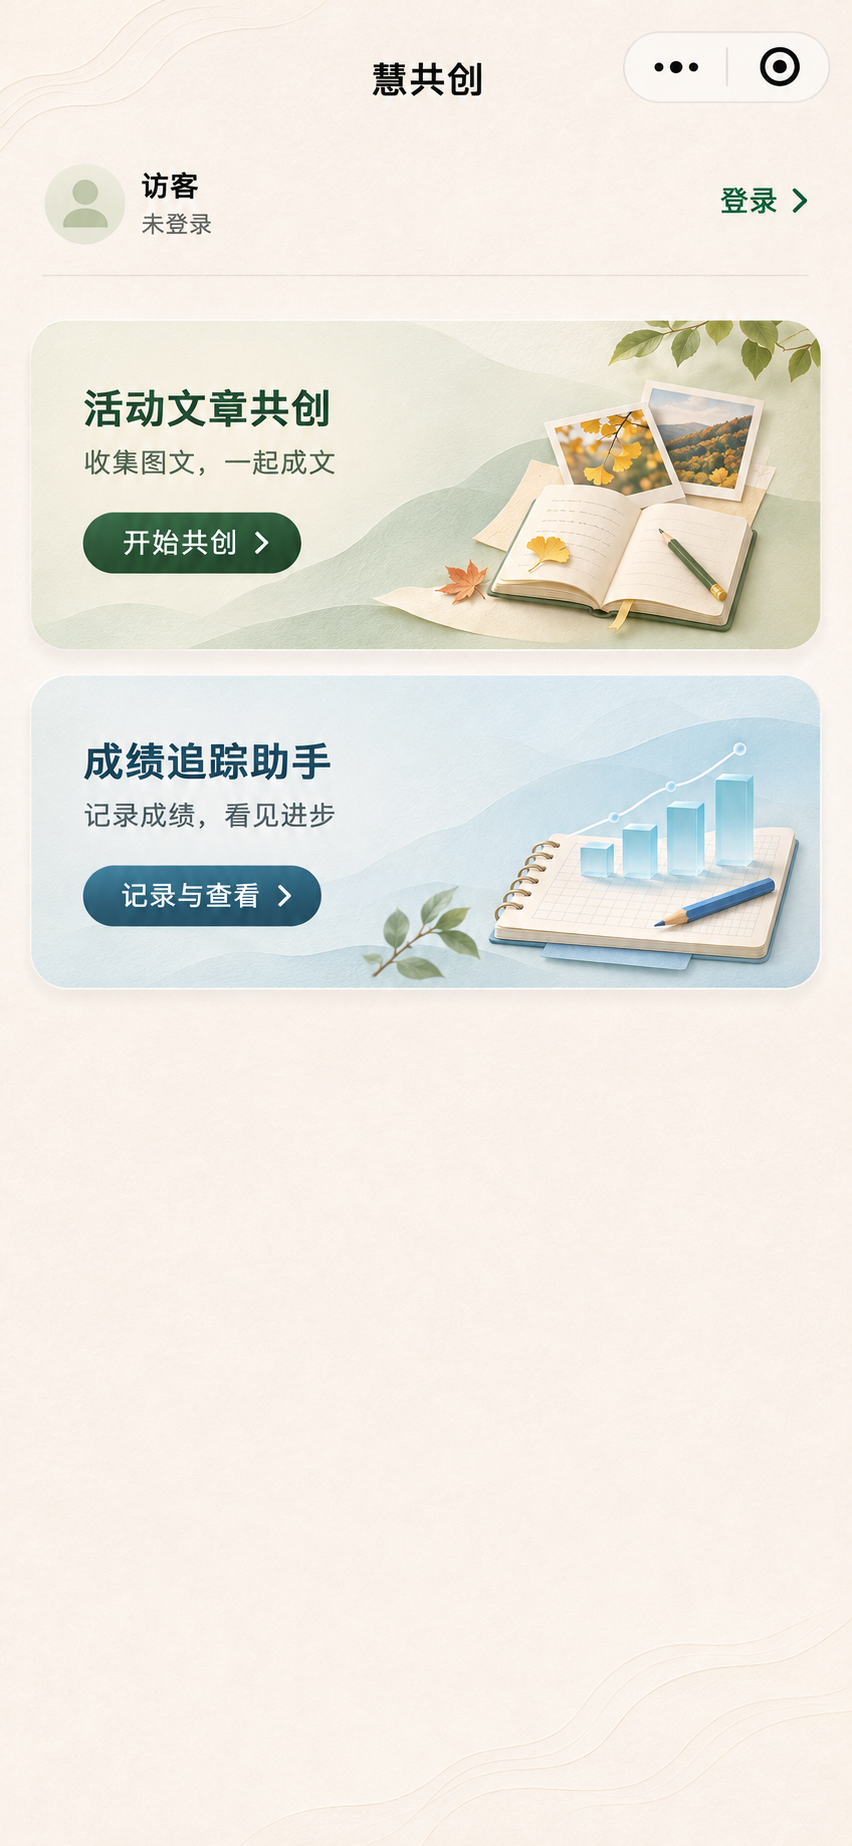 慧共创
访客
未登录
登录
活动文章共创
收集图文，一起成文
开始共创
成绩追踪助手
记录成绩，看见进步
记录与查看